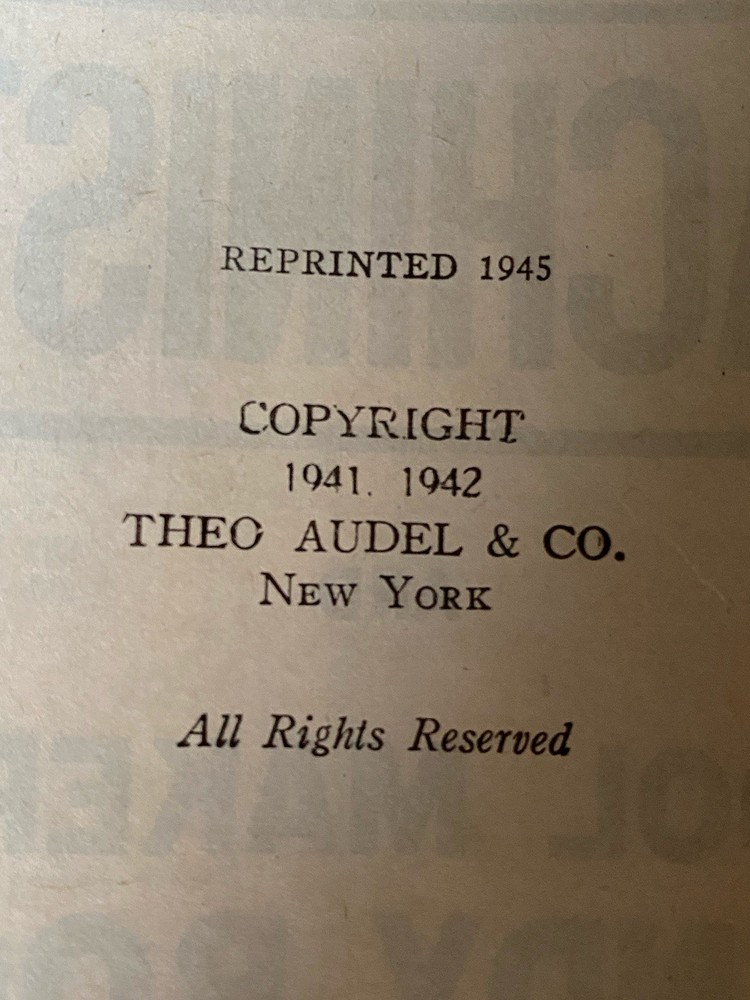 REPRINTED 1945
COPYRIGHT
1941. 1942
THEO AUDEL & CO.
NEW YORK
All Rights Reserved